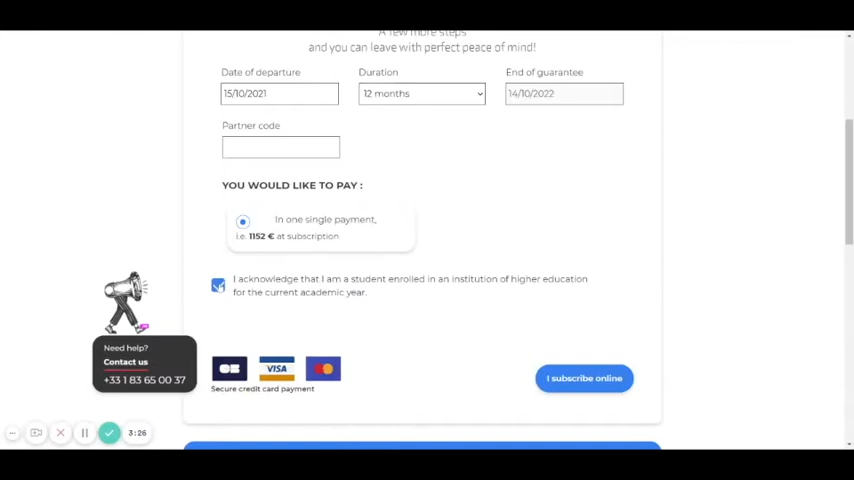 A few more steps
and you can leave with perfect peace of mind!
Date of departure
Duration
End of guarantee
15/10/2021
12 months
14/10/2022
Partner code
YOU WOULD LIKE TO PAY :
In one single payment,
i.e. 1152 € at subscription
I acknowledge that I am a student enrolled in an institution of higher education
for the current academic year.
Need help?
Contact us
+33 1 83 65 00 37
CB
VISA
Secure credit card payment
I subscribe online
3:26